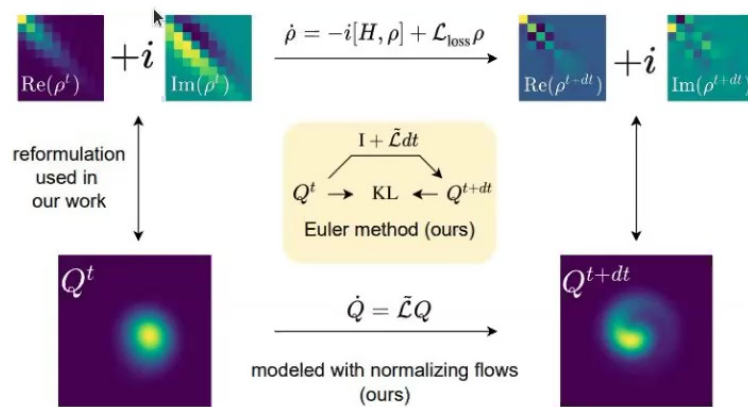 Re(ρ^t) +i Im(ρ^t)
ρ̇ = −i[H, ρ] + ℒ_loss ρ
Re(ρ^{t+dt}) +i Im(ρ^{t+dt})
reformulation
used in
our work
I + ℒ̃dt
Q^t → KL ← Q^{t+dt}
Euler method (ours)
Q^t
Q̇ = ℒ̃Q
modeled with normalizing flows
(ours)
Q^{t+dt}